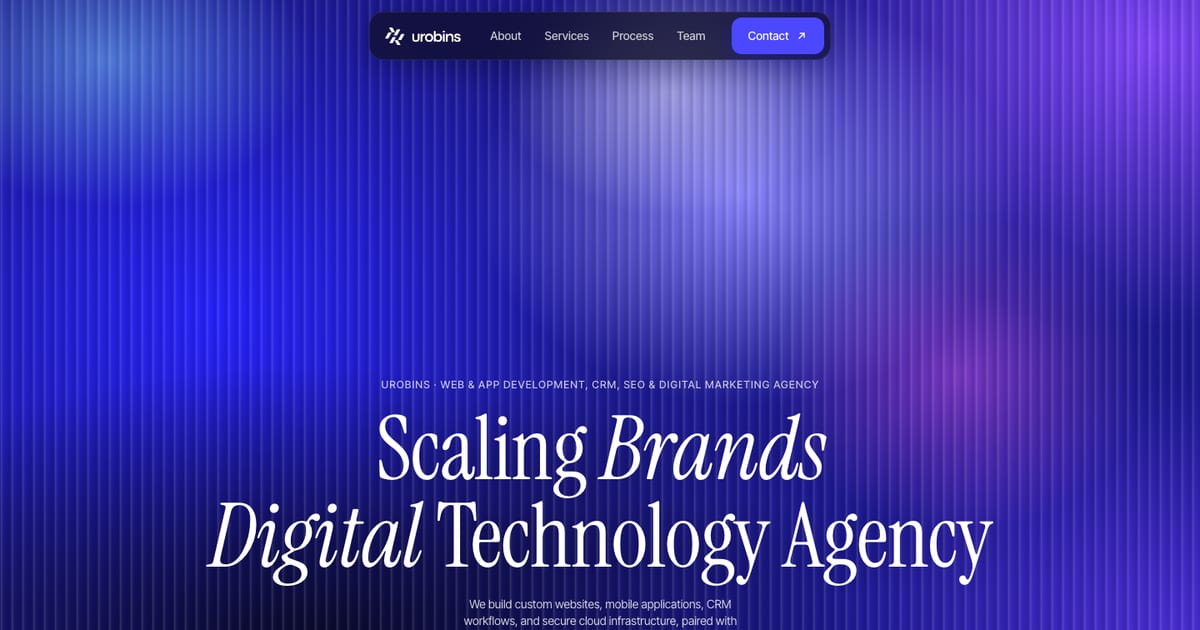 urobins About Services Process Team Contact
UROBINS · WEB & APP DEVELOPMENT, CRM, SEO & DIGITAL MARKETING AGENCY
Scaling Brands
Digital Technology Agency
We build custom websites, mobile applications, CRM
workflows, and secure cloud infrastructure, paired with